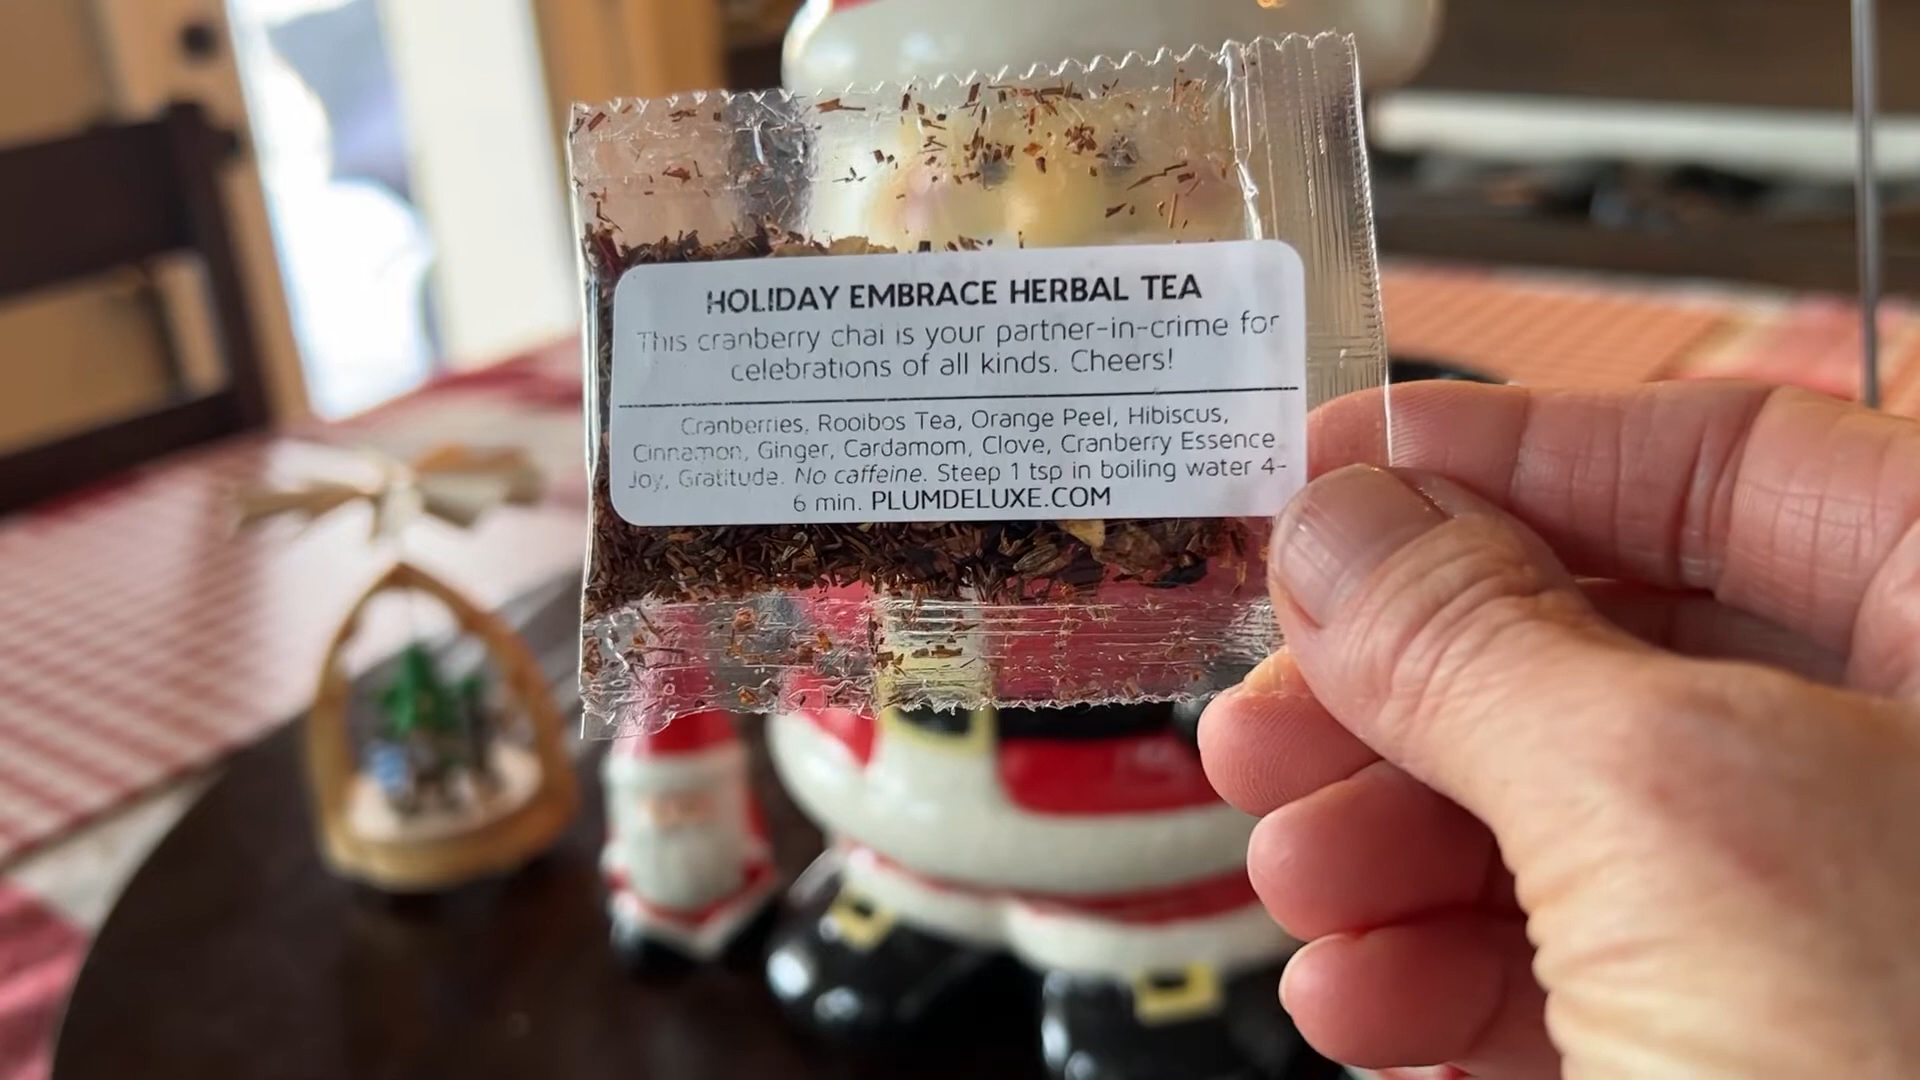 HOLIDAY EMBRACE HERBAL TEA
This cranberry chai is your partner-in-crime for
celebrations of all kinds. Cheers!
Cranberries, Rooibos Tea, Orange Peel, Hibiscus,
Cinnamon, Ginger, Cardamom, Clove, Cranberry Essence
Joy, Gratitude. No caffeine. Steep 1 tsp in boiling water 4-
6 min. PLUMDELUXE.COM